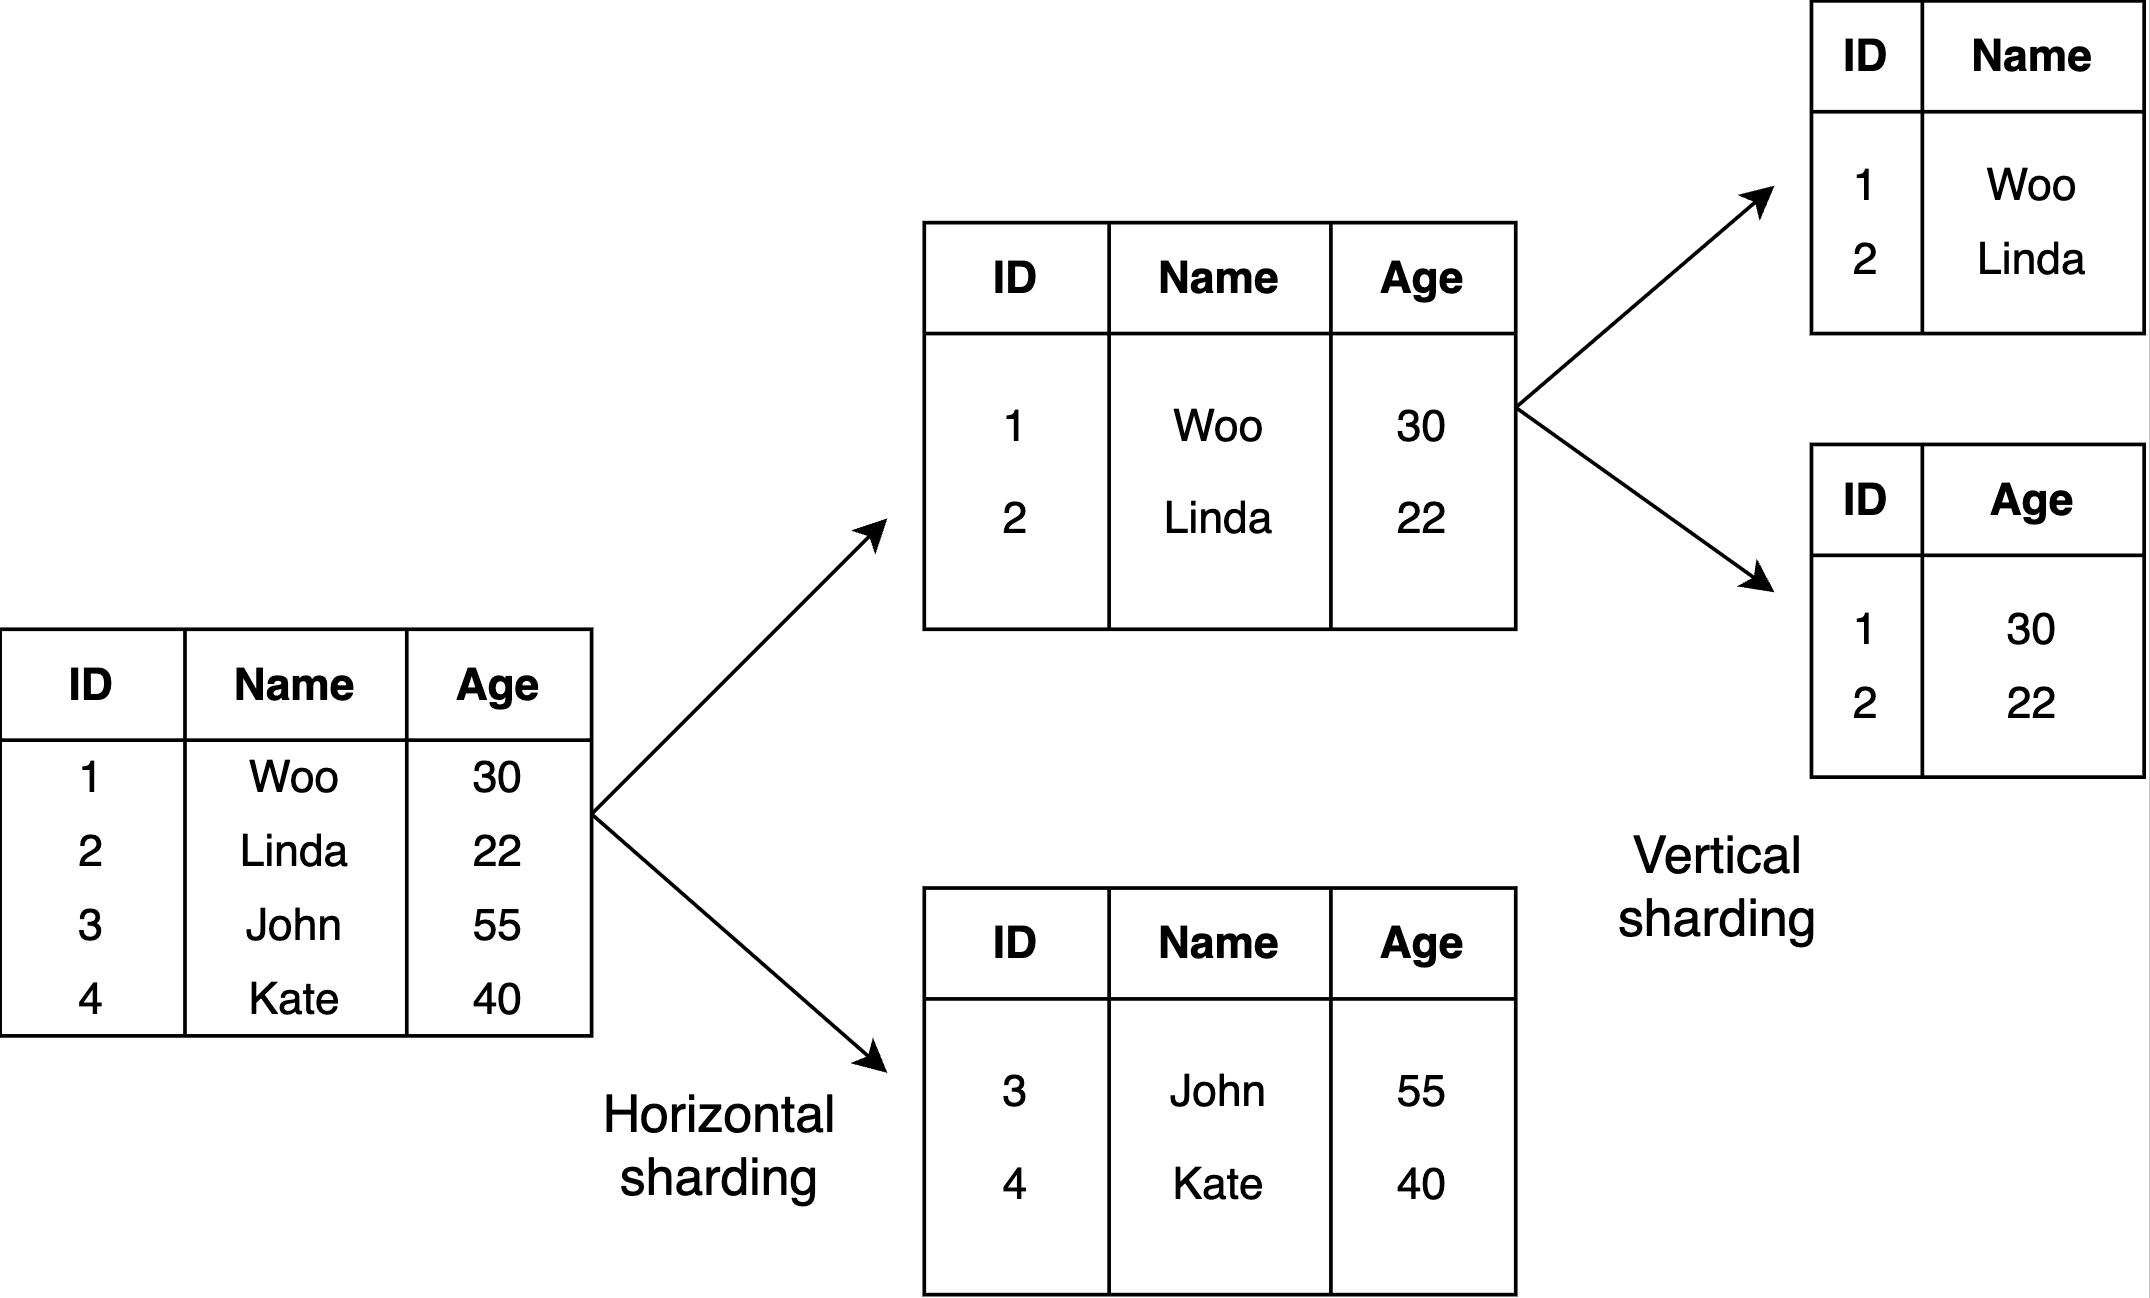 ID Name Age
1 Woo 30
2 Linda 22
3 John 55
4 Kate 40
Horizontal
sharding
ID Name Age
1 Woo 30
2 Linda 22
ID Name Age
3 John 55
4 Kate 40
ID Name
1 Woo
2 Linda
ID Age
1 30
2 22
Vertical
sharding